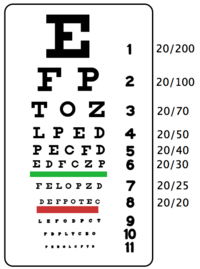 E 1 20/200
F P 2 20/100
T O Z 3 20/70
L P E D 4 20/50
P E C F D 5 20/40
E D F C Z P 6 20/30
F E L O P Z D 7 20/25
D E F P O T E C 8 20/20
L E F O D P C T 9
10
11